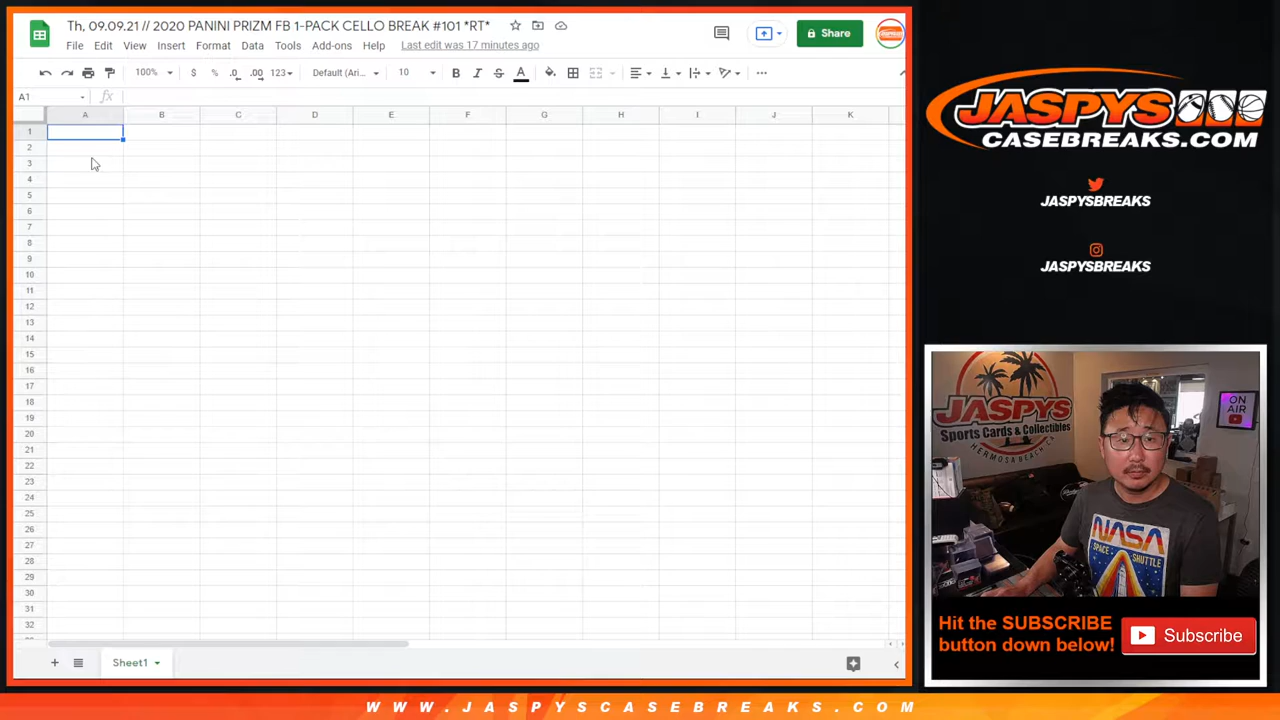 Th, 09.09.21 // 2020 PANINI PRIZM FB 1-PACK CELLO BREAK #101 *RT*
File Edit View Insert Format Data Tools Add-ons Help Last edit was 17 minutes ago
Share
100% $ % .0 .00 123 Default (Ari... 10 B I S A
A1 fx
A B C D E F G H I J K
1
2
3
4
5
6
7
8
9
10
11
12
13
14
15
16
17
18
19
20
21
22
23
24
25
26
27
28
29
30
31
32
Sheet1
JASPYS
CASEBREAKS.COM
JASPYSBREAKS
JASPYSBREAKS
JASPYS
Sports Cards & Collectibles
HERMOSA BEACH CA
ON
AIR
NASA
SPACE SHUTTLE
Hit the SUBSCRIBE
button down below!
Subscribe
WWW.JASPYSCASEBREAKS.COM